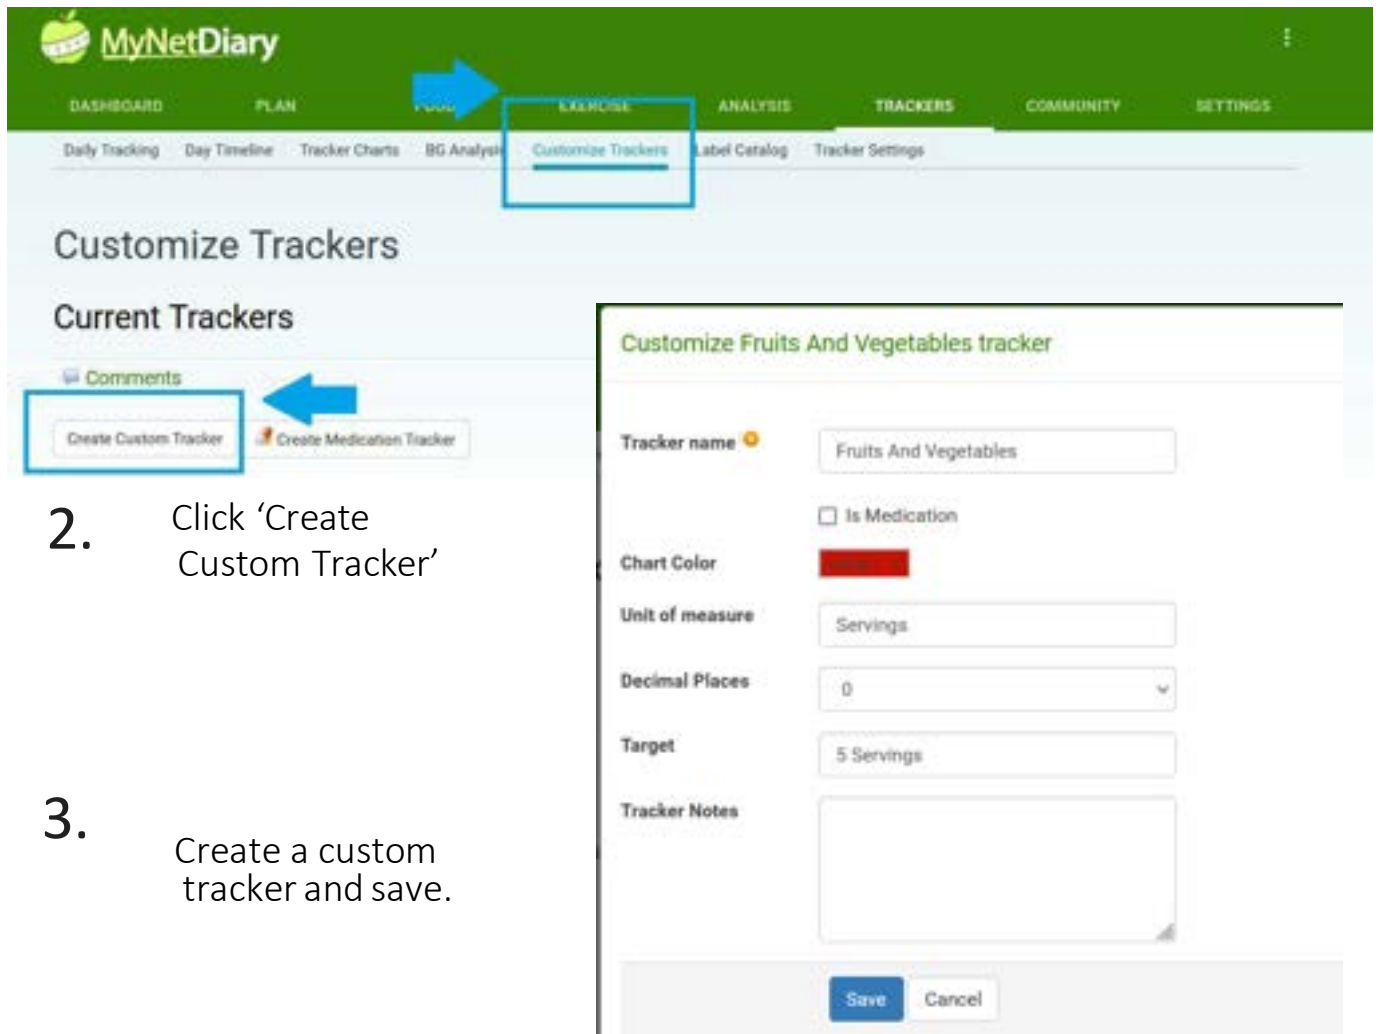 MyNetDiary
DASHBOARD PLAN FOOD EXERCISE ANALYSIS TRACKERS COMMUNITY SETTINGS
Daily Tracking Day Timeline Tracker Charts BG Analysis Customize Trackers Label Catalog Tracker Settings
Customize Trackers
Current Trackers
Comments
Create Custom Tracker Create Medication Tracker
2. Click ‘Create
Custom Tracker’
3.
Create a custom
tracker and save.
Customize Fruits And Vegetables tracker
Tracker name Fruits And Vegetables
Is Medication
Chart Color
Unit of measure Servings
Decimal Places 0
Target 5 Servings
Tracker Notes
Save Cancel